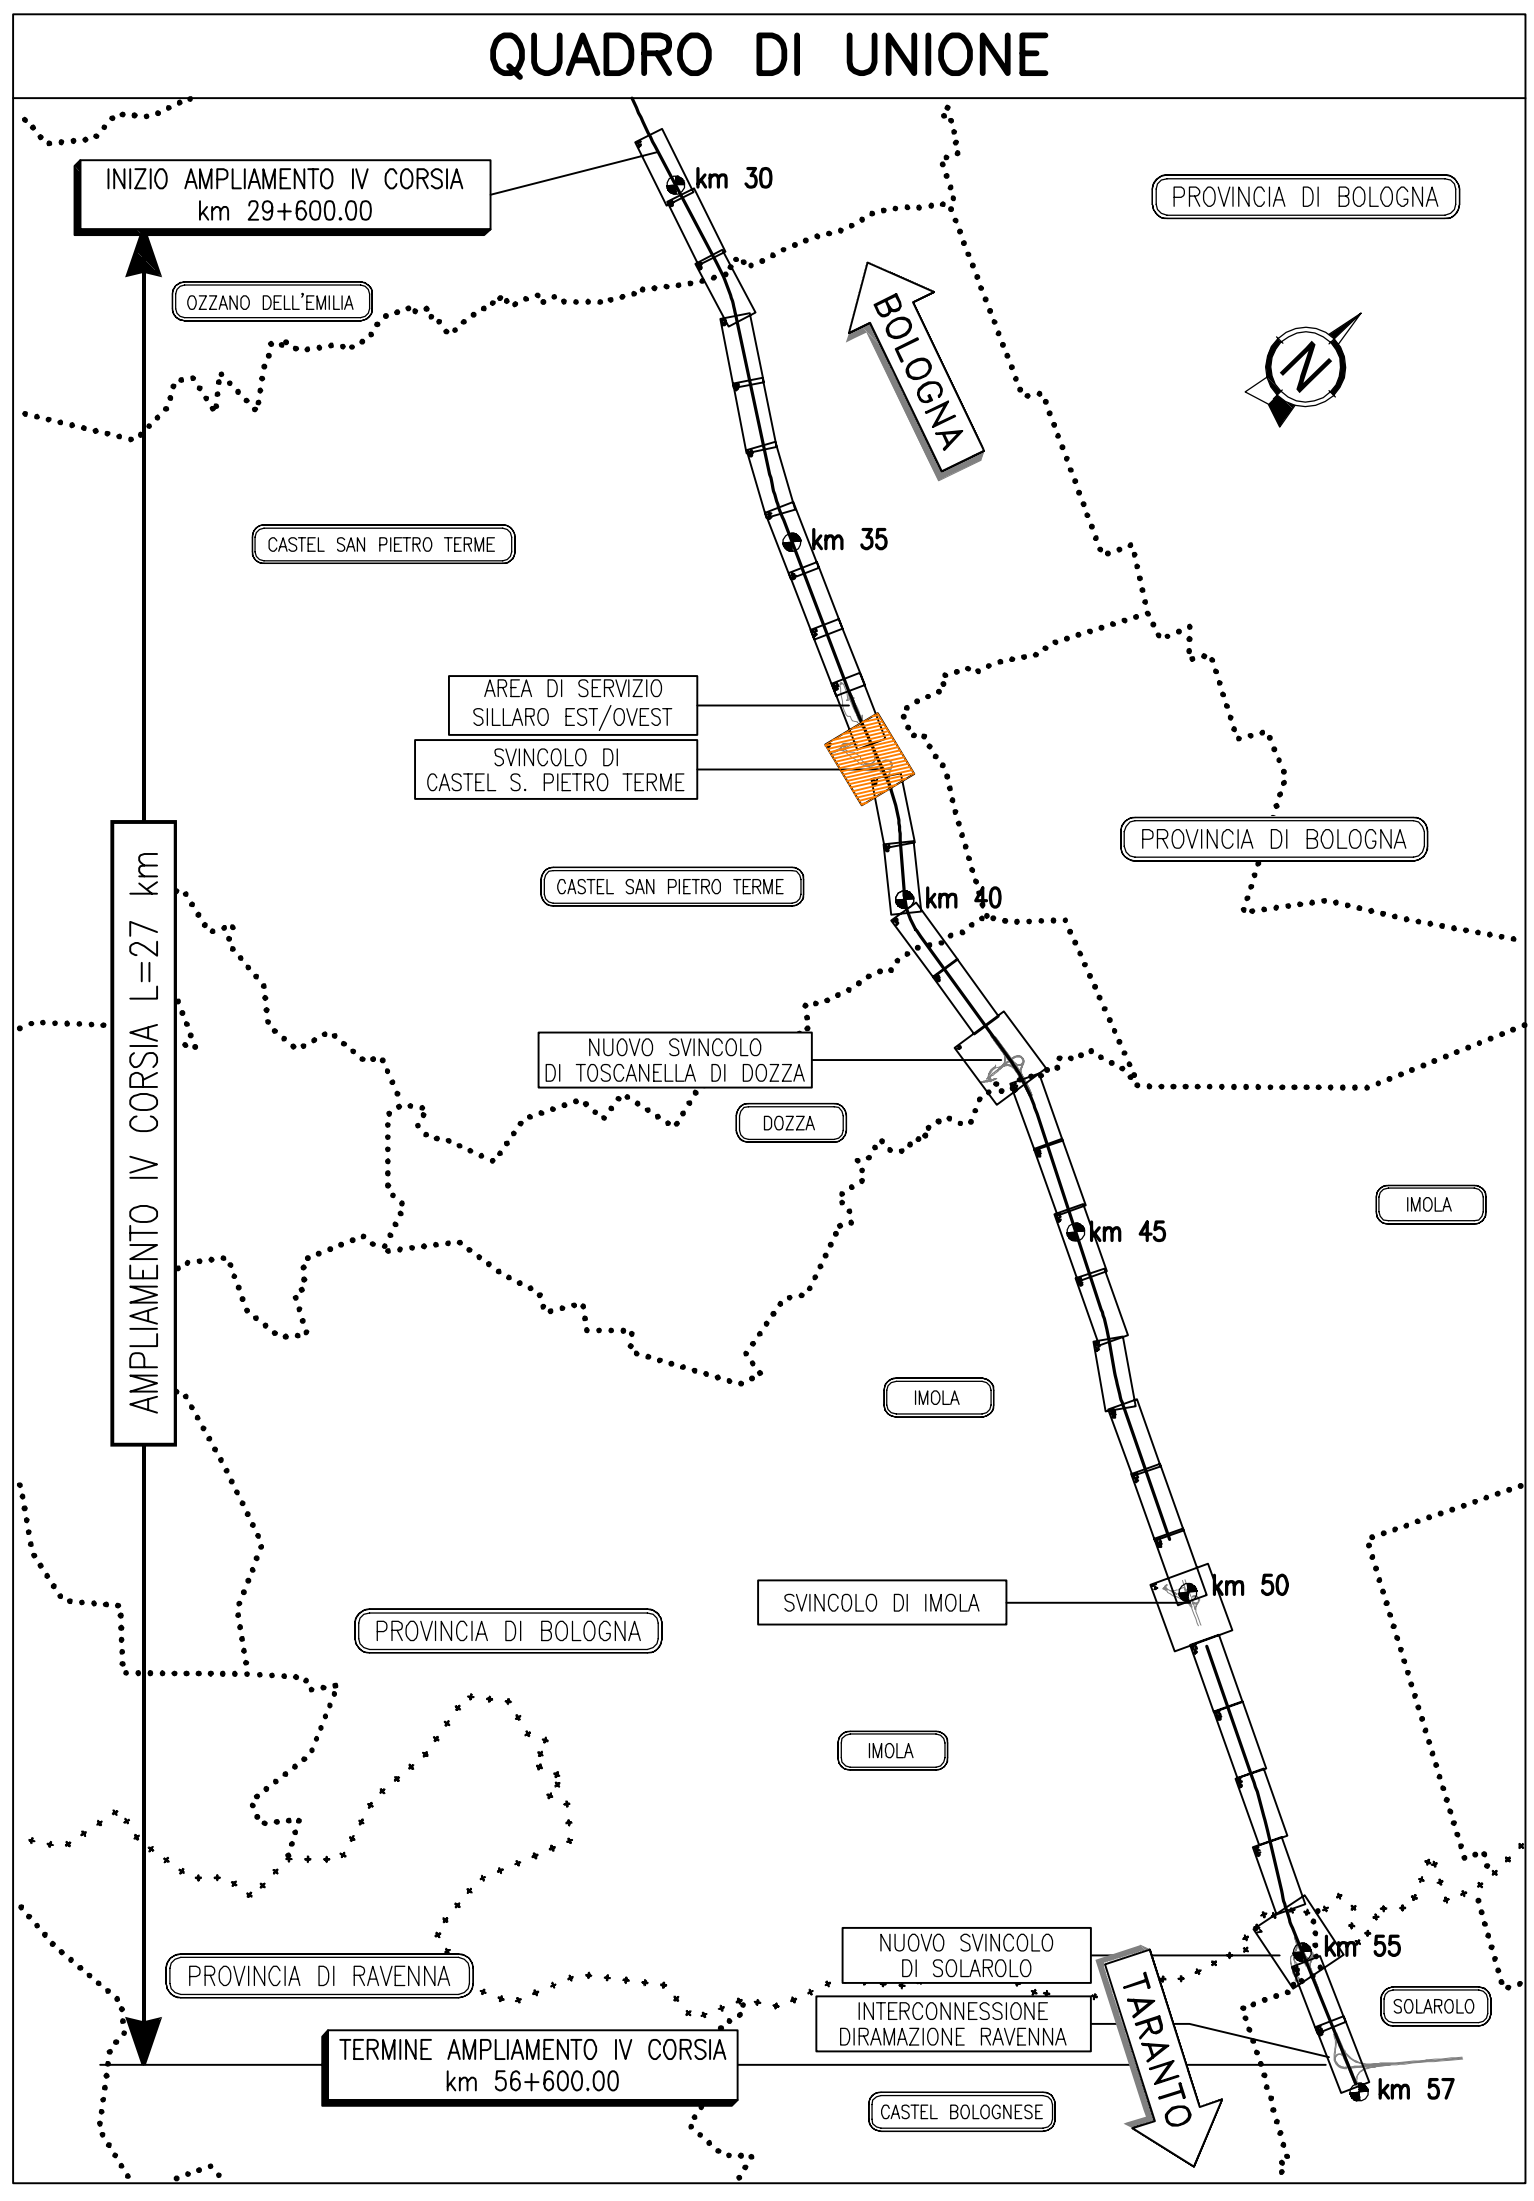 QUADRO DI UNIONE
INIZIO AMPLIAMENTO IV CORSIA
km 29+600.00
km 30
PROVINCIA DI BOLOGNA
OZZANO DELL'EMILIA
BOLOGNA
N
CASTEL SAN PIETRO TERME
km 35
AREA DI SERVIZIO
SILLARO EST/OVEST
SVINCOLO DI
CASTEL S. PIETRO TERME
PROVINCIA DI BOLOGNA
CASTEL SAN PIETRO TERME
km 40
AMPLIAMENTO IV CORSIA L=27 km
NUOVO SVINCOLO
DI TOSCANELLA DI DOZZA
DOZZA
IMOLA
km 45
IMOLA
km 50
SVINCOLO DI IMOLA
PROVINCIA DI BOLOGNA
IMOLA
NUOVO SVINCOLO
DI SOLAROLO
km 55
PROVINCIA DI RAVENNA
INTERCONNESSIONE
DIRAMAZIONE RAVENNA
TARANTO
SOLAROLO
TERMINE AMPLIAMENTO IV CORSIA
km 56+600.00
km 57
CASTEL BOLOGNESE